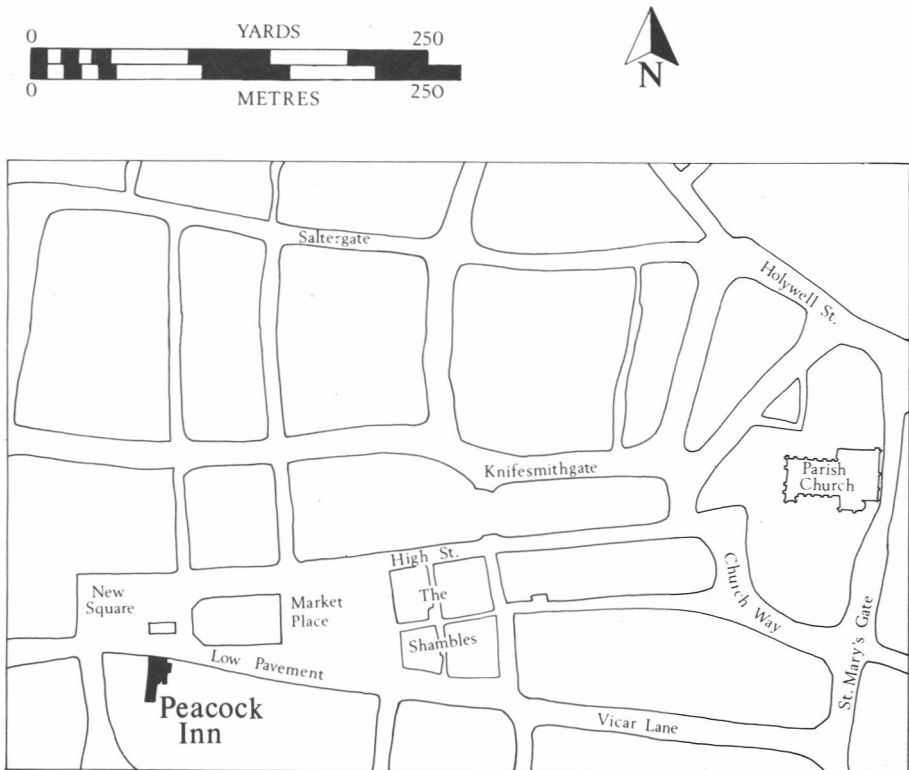 YARDS
0 250
0 250
METRES
N
Saltergate
Holywell St.
Knifesmithgate
Parish
Church
High St.
New
Square
Market
Place
The
Shambles
Church Way
St. Mary's Gate
Low Pavement
Peacock
Inn
Vicar Lane